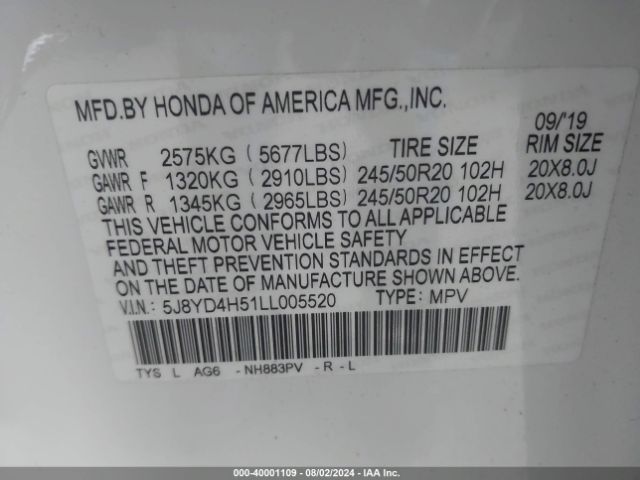 MFD.BY HONDA OF AMERICA MFG.,INC.
09/'19
GVWR 2575KG ( 5677LBS) TIRE SIZE RIM SIZE
GAWR F 1320KG ( 2910LBS) 245/50R20 102H 20X8.0J
GAWR R 1345KG ( 2965LBS) 245/50R20 102H 20X8.0J
THIS VEHICLE CONFORMS TO ALL APPLICABLE
FEDERAL MOTOR VEHICLE SAFETY
AND THEFT PREVENTION STANDARDS IN EFFECT
ON THE DATE OF MANUFACTURE SHOWN ABOVE.
V.I.N.: 5J8YD4H51LL005520 TYPE: MPV
TYS L AG6 -NH883PV -R-L
000-40001109 - 08/02/2024 - IAA Inc.